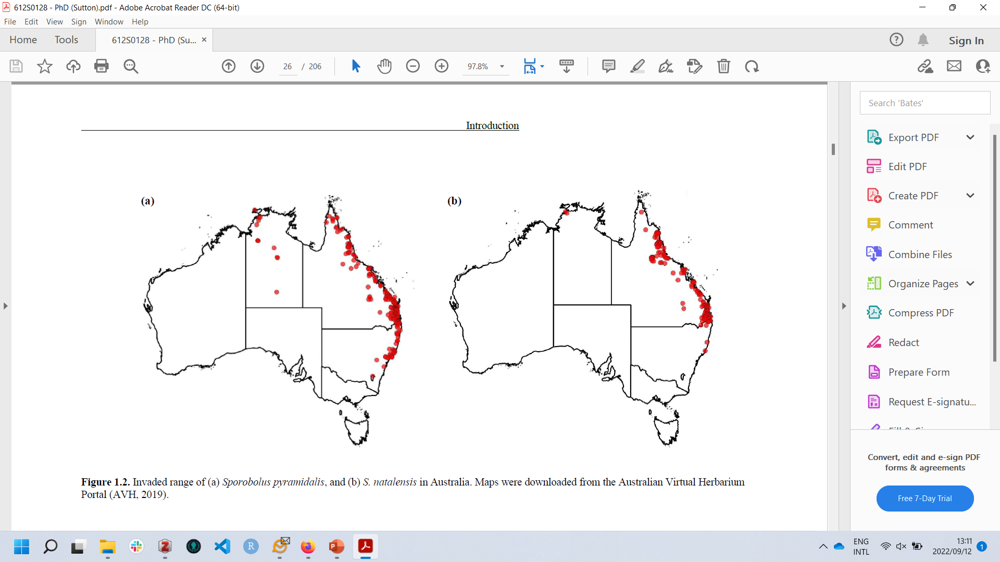 612S0128 - PhD (Sutton).pdf - Adobe Acrobat Reader DC (64-bit)
File Edit View Sign Window Help
Home Tools 612S0128 - PhD (Su... ×
Sign In
26 / 206 97.8%
Search 'Bates'
Introduction
Export PDF
Edit PDF
Create PDF
Comment
Combine Files
Organize Pages
Compress PDF
Redact
Prepare Form
Request E-signatu...
(a)
(b)
Convert, edit and e-sign PDF
forms & agreements
Free 7-Day Trial
Figure 1.2. Invaded range of (a) Sporobolus pyramidalis, and (b) S. natalensis in Australia. Maps were downloaded from the Australian Virtual Herbarium
Portal (AVH, 2019).
ENG
INTL
13:11
2022/09/12
1